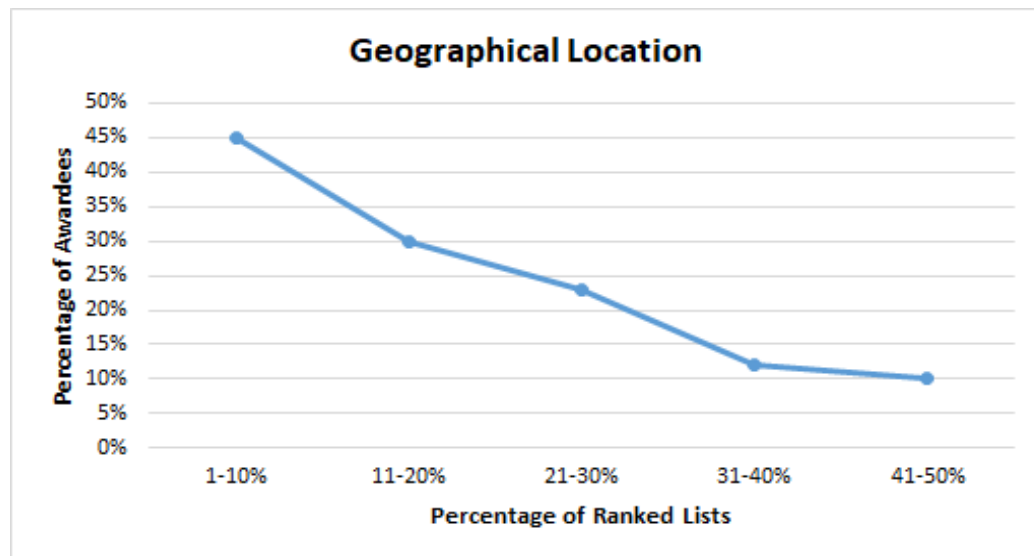 Geographical Location
Percentage of Awardees
50%
45%
40%
35%
30%
25%
20%
15%
10%
5%
0%
1-10% 11-20% 21-30% 31-40% 41-50%
Percentage of Ranked Lists